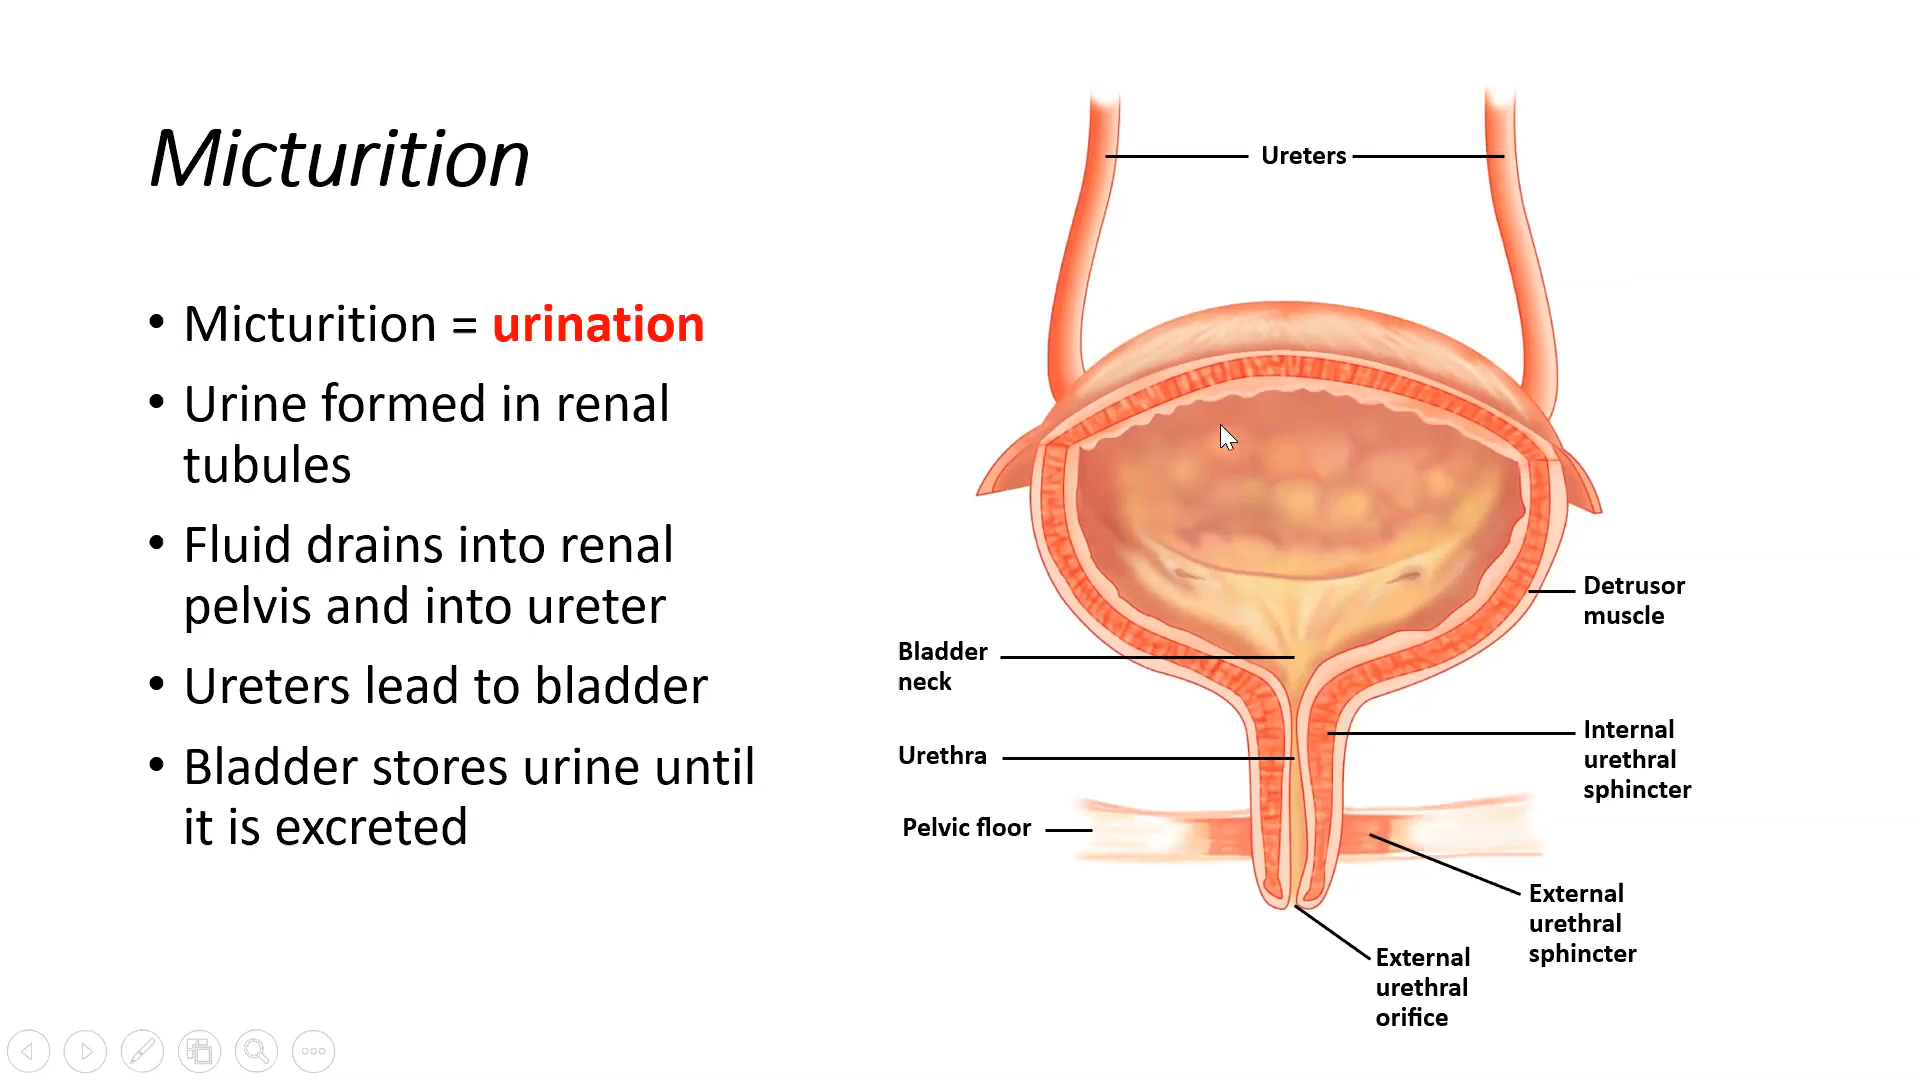 Micturition
• Micturition = urination
• Urine formed in renal
tubules
• Fluid drains into renal
pelvis and into ureter
• Ureters lead to bladder
• Bladder stores urine until
it is excreted
Ureters
Detrusor
muscle
Bladder
neck
Internal
urethral
sphincter
Urethra
Pelvic floor
External
urethral
sphincter
External
urethral
orifice